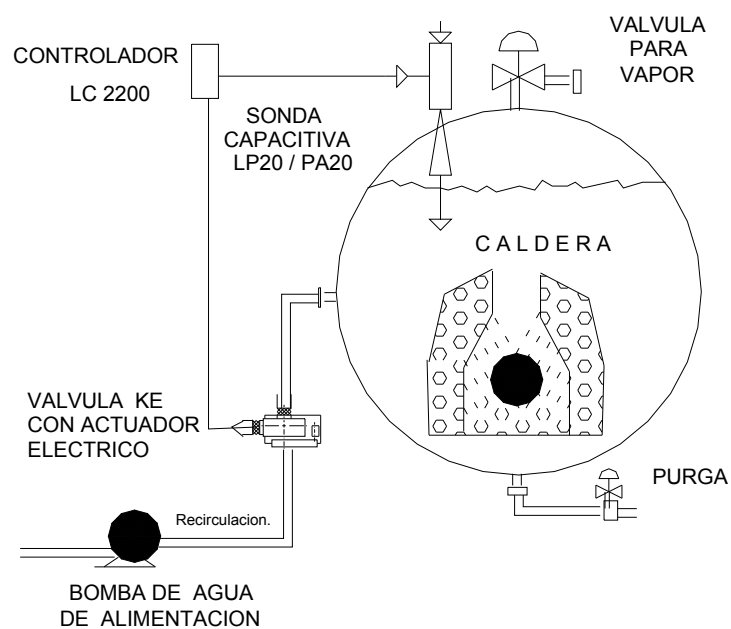 CONTROLADOR
LC 2200
SONDA
CAPACITIVA
LP20 / PA20
VALVULA
PARA
VAPOR
CALDERA
VALVULA KE
CON ACTUADOR
ELECTRICO
PURGA
Recirculacion.
BOMBA DE AGUA
DE ALIMENTACION